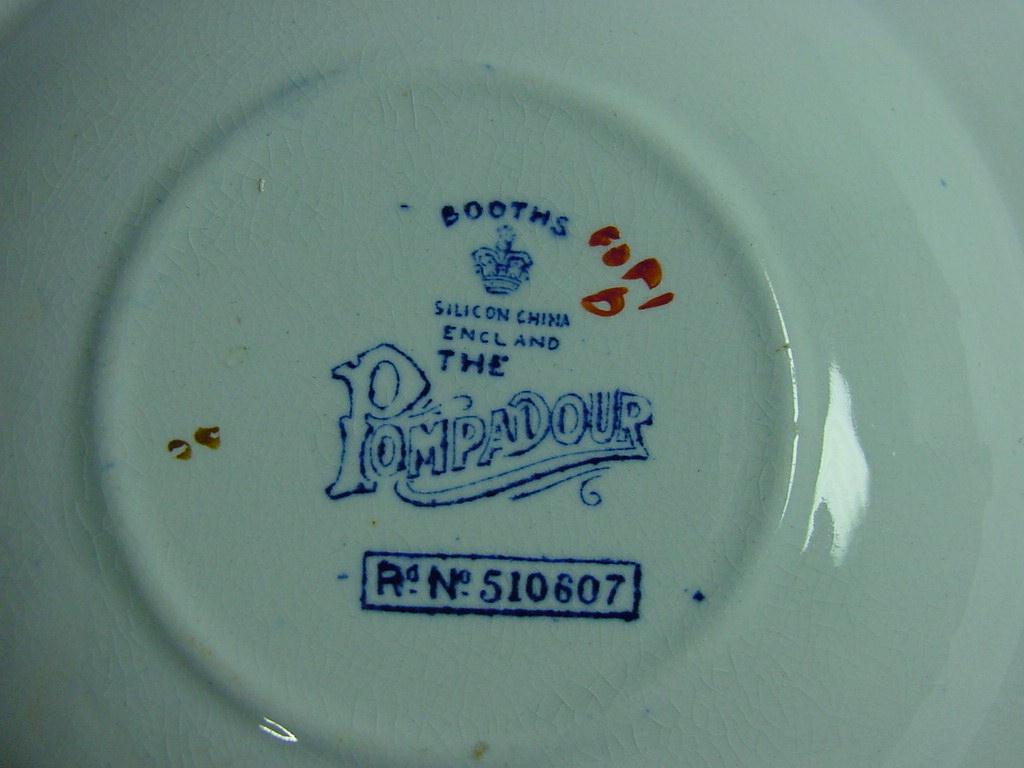 BOOTHS
SILICON CHINA
ENGLAND
THE
POMPADOUR
Rd. No. 510607